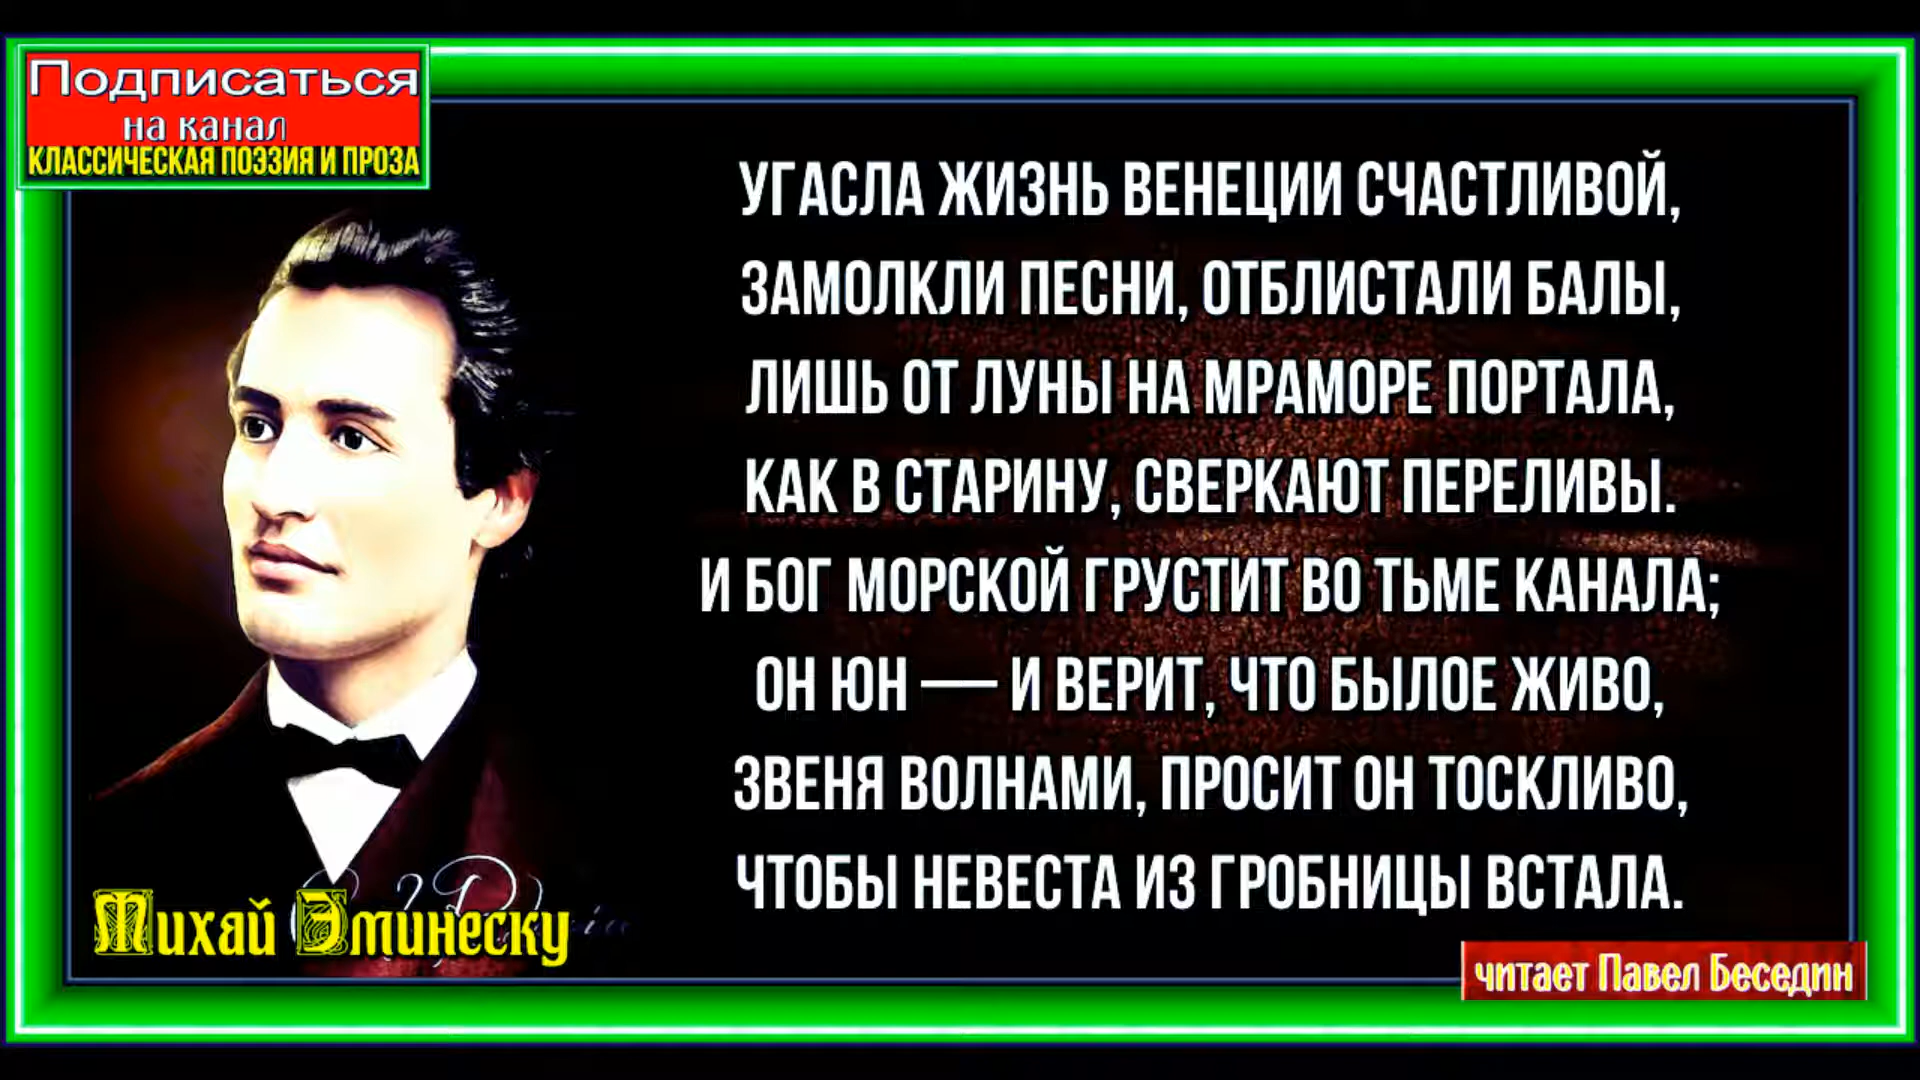 Подписаться
на канал
КЛАССИЧЕСКАЯ ПОЭЗИЯ И ПРОЗА
УГАСЛА ЖИЗНЬ ВЕНЕЦИИ СЧАСТЛИВОЙ,
ЗАМОЛКЛИ ПЕСНИ, ОТБЛИСТАЛИ БАЛЫ,
ЛИШЬ ОТ ЛУНЫ НА МРАМОРЕ ПОРТАЛА,
КАК В СТАРИНУ, СВЕРКАЮТ ПЕРЕЛИВЫ.
И БОГ МОРСКОЙ ГРУСТИТ ВО ТЬМЕ КАНАЛА;
ОН ЮН — И ВЕРИТ, ЧТО БЫЛОЕ ЖИВО,
ЗВЕНЯ ВОЛНАМИ, ПРОСИТ ОН ТОСКЛИВО,
ЧТОБЫ НЕВЕСТА ИЗ ГРОБНИЦЫ ВСТАЛА.
Михай Эминеску
читает Павел Беседин